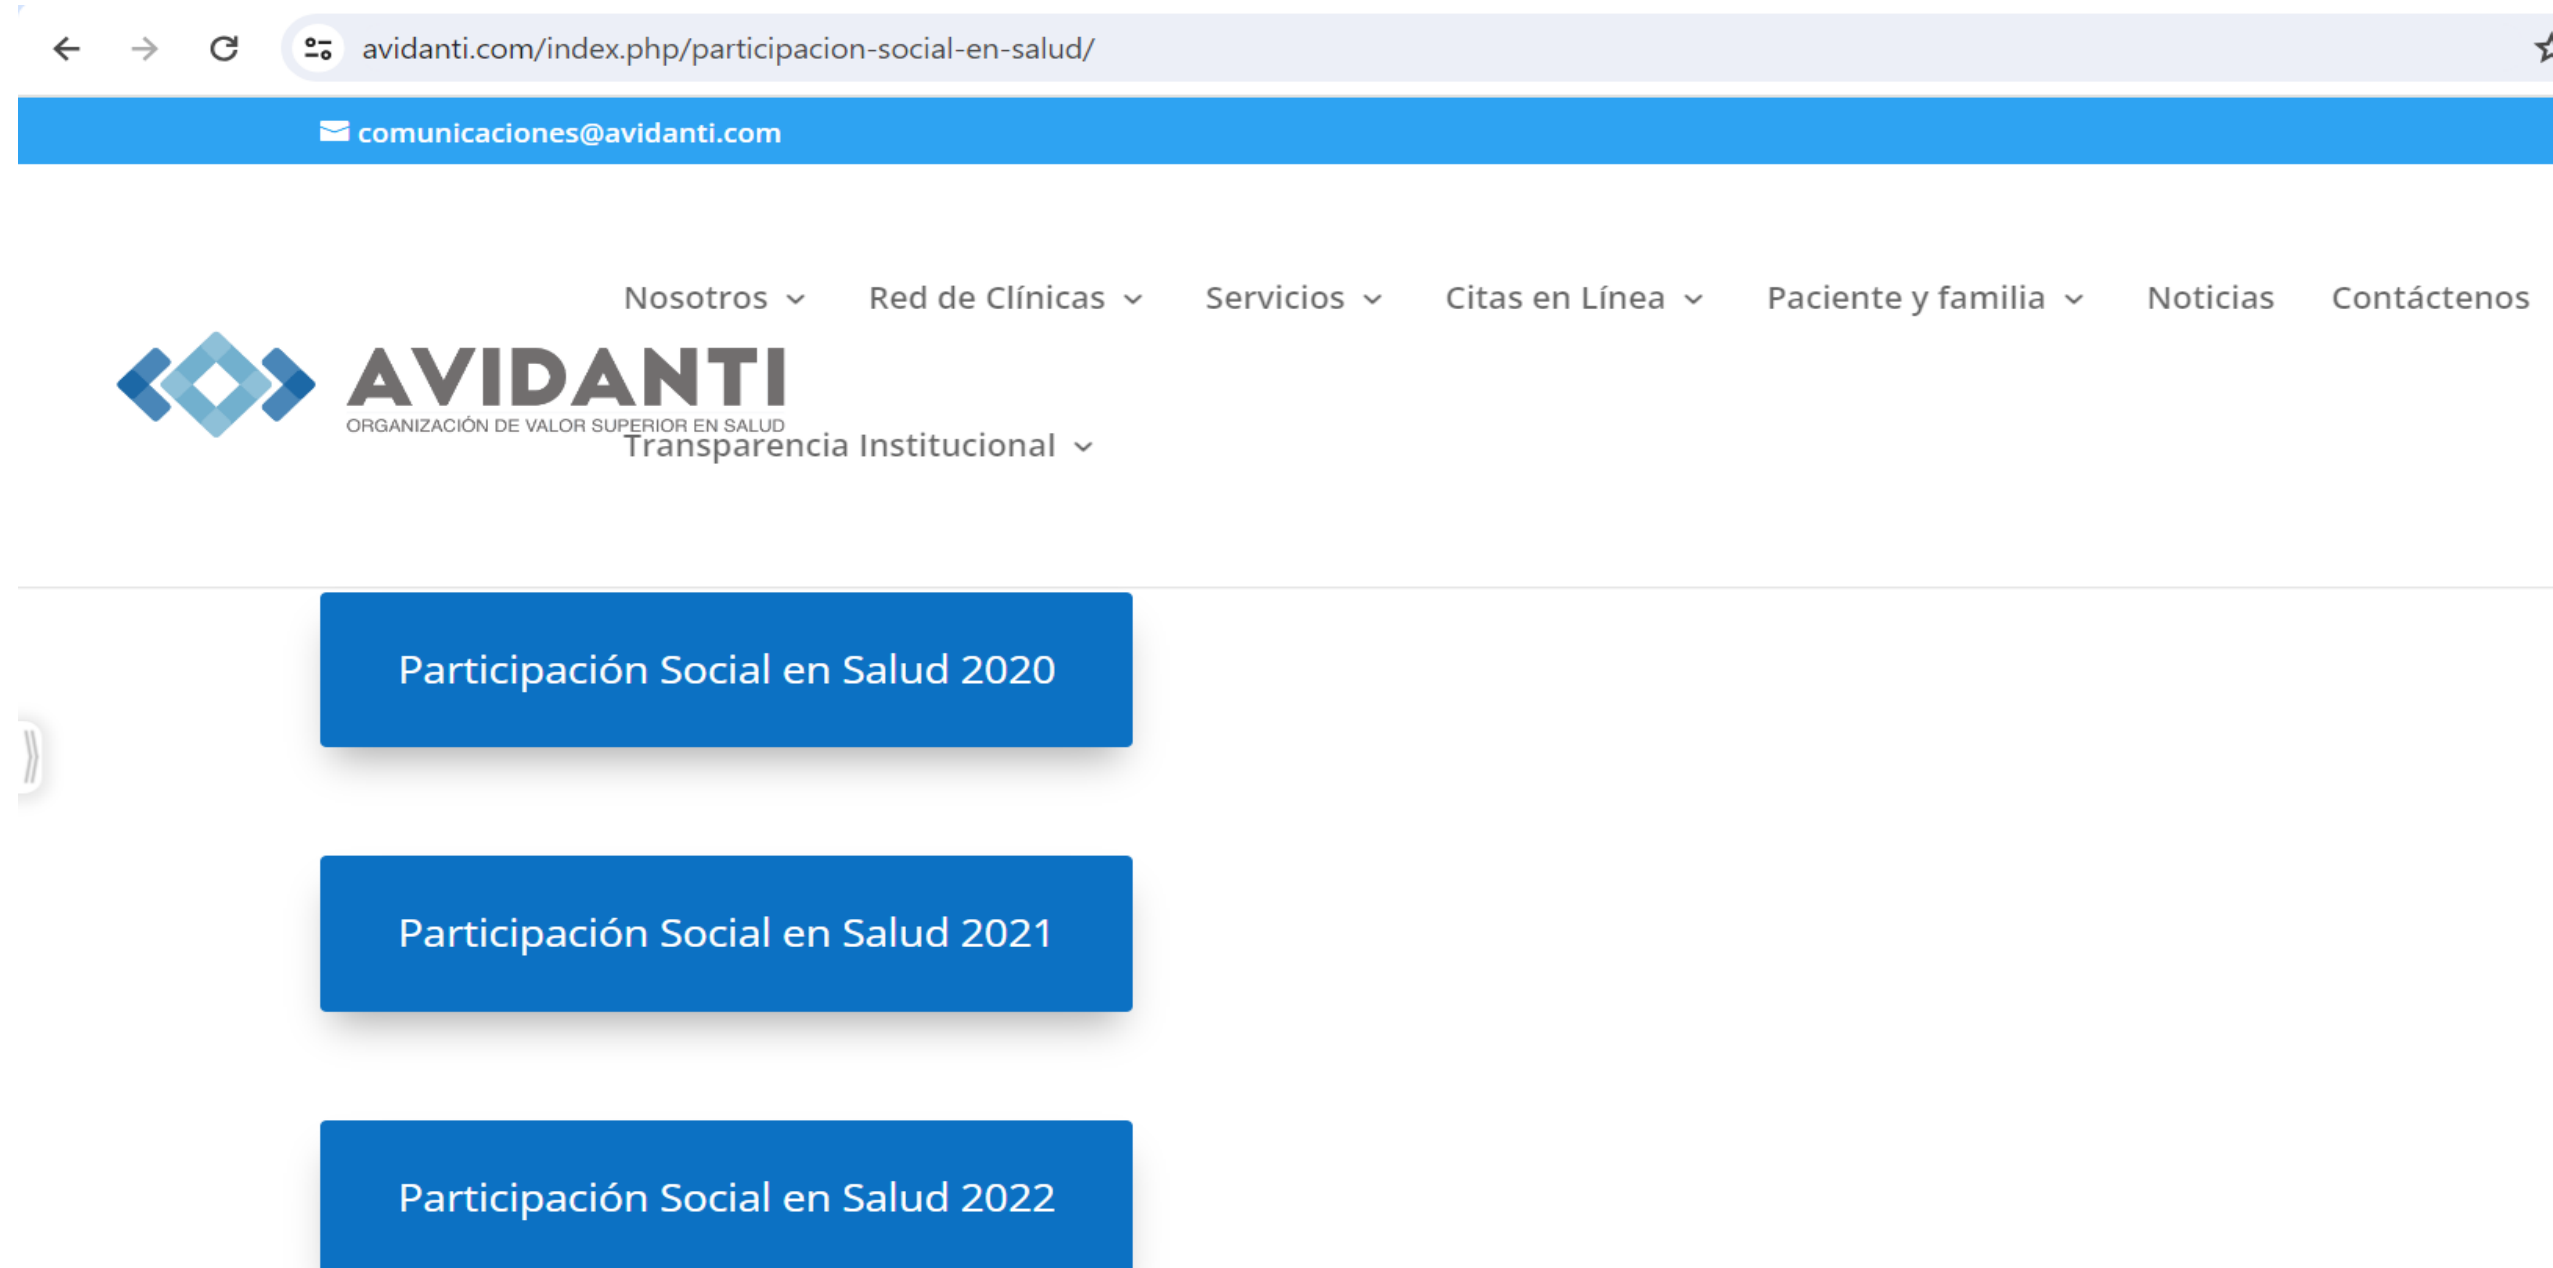 avidanti.com/index.php/participacion-social-en-salud/
comunicaciones@avidanti.com
Nosotros Red de Clínicas Servicios Citas en Línea Paciente y familia Noticias Contáctenos
AVIDANTI
ORGANIZACIÓN DE VALOR SUPERIOR EN SALUD
Transparencia Institucional
Participación Social en Salud 2020
Participación Social en Salud 2021
Participación Social en Salud 2022